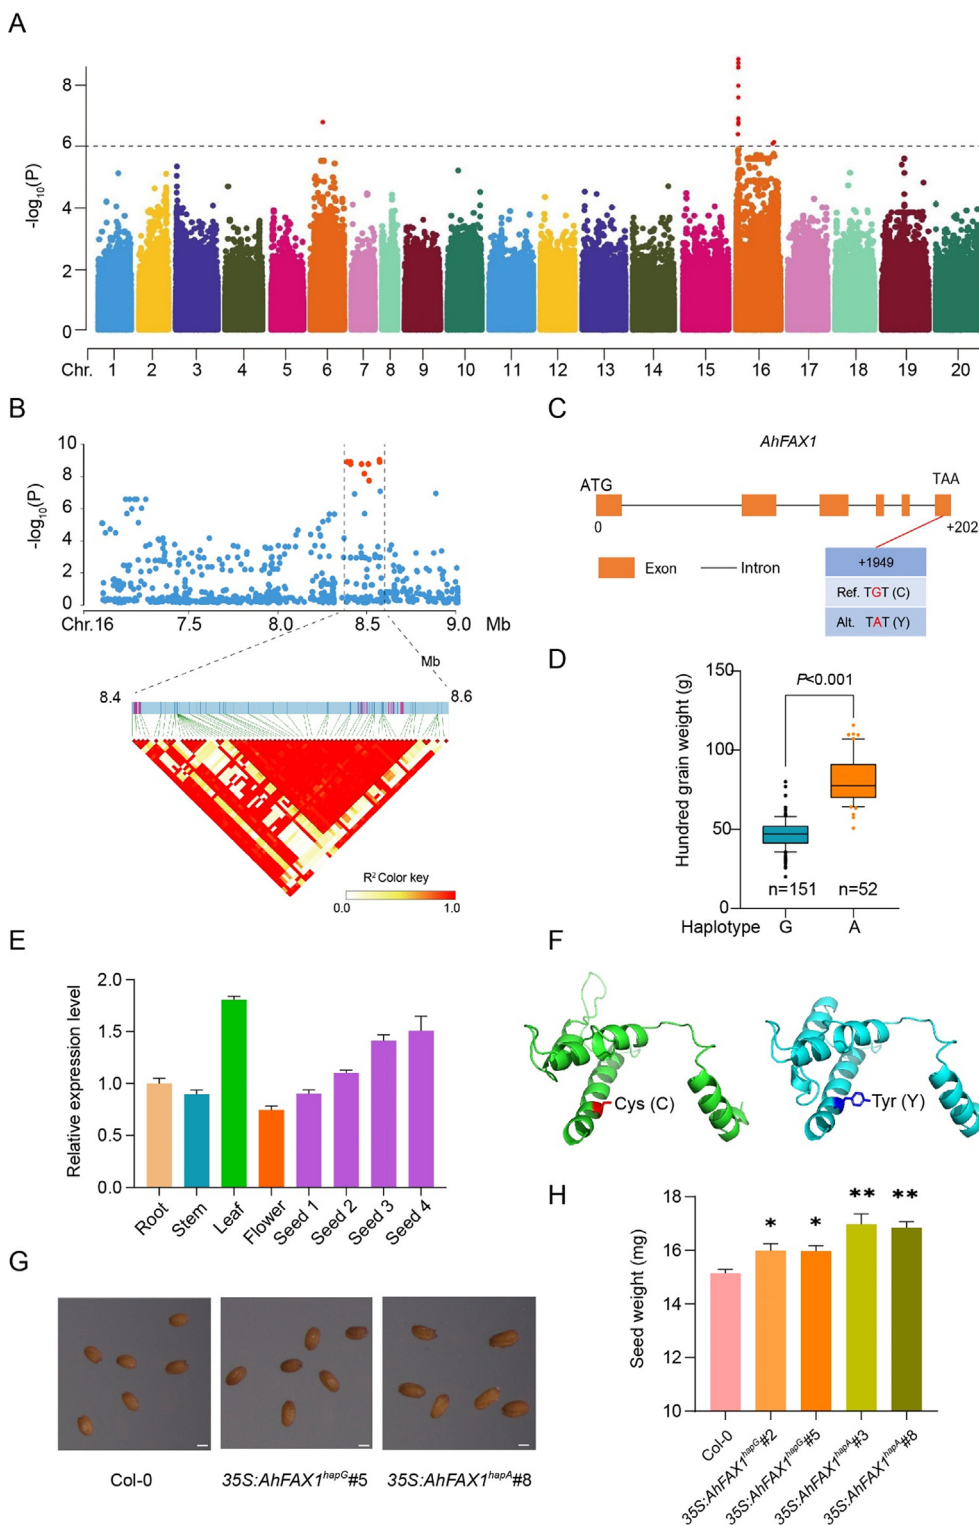 A
8
6
4
2
0
-log10(P)
Chr. 1 2 3 4 5 6 7 8 9 10 11 12 13 14 15 16 17 18 19 20
B
10
8
6
4
2
0
-log10(P)
Chr.16 7.5 8.0 8.5 9.0 Mb
Mb
8.4 8.6
R² Color key
0.0 1.0
C
AhFAX1
ATG TAA
0 +202
Exon Intron
+1949
Ref. TGT (C)
Alt. TAT (Y)
D
150
100
50
0
Hundred grain weight (g)
P<0.001
n=151 n=52
Haplotype G A
E
2.0
1.5
1.0
0.5
0.0
Relative expression level
Root Stem Leaf Flower Seed 1 Seed 2 Seed 3 Seed 4
F
Cys (C) Tyr (Y)
G
Col-0 35S:AhFAX1hapG#5 35S:AhFAX1hapA#8
H
18
16
14
12
10
Seed weight (mg)
* * ** **
Col-0 35S:AhFAX1hapG#2 35S:AhFAX1hapG#5 35S:AhFAX1hapA#3 35S:AhFAX1hapA#8